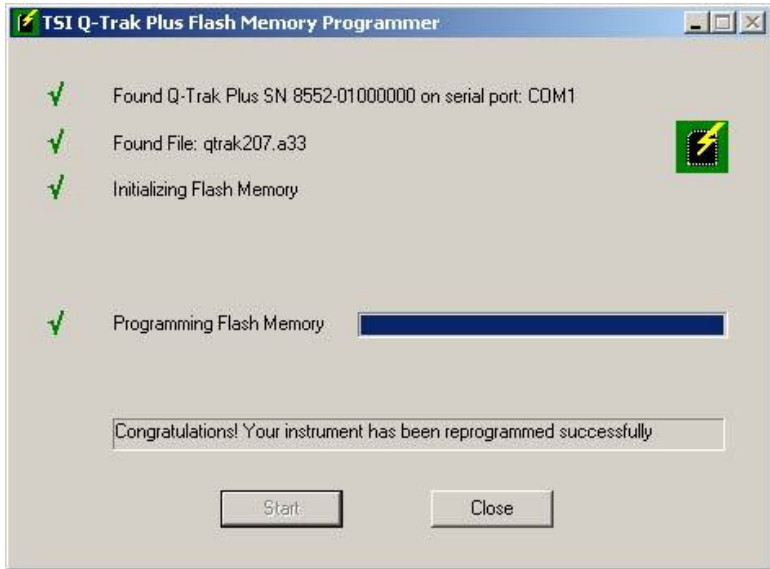 TSI Q-Trak Plus Flash Memory Programmer
Found Q-Trak Plus SN 8552-01000000 on serial port: COM1
Found File: qtrak207.a33
Initializing Flash Memory
Programming Flash Memory
Congratulations! Your instrument has been reprogrammed successfully
Start
Close